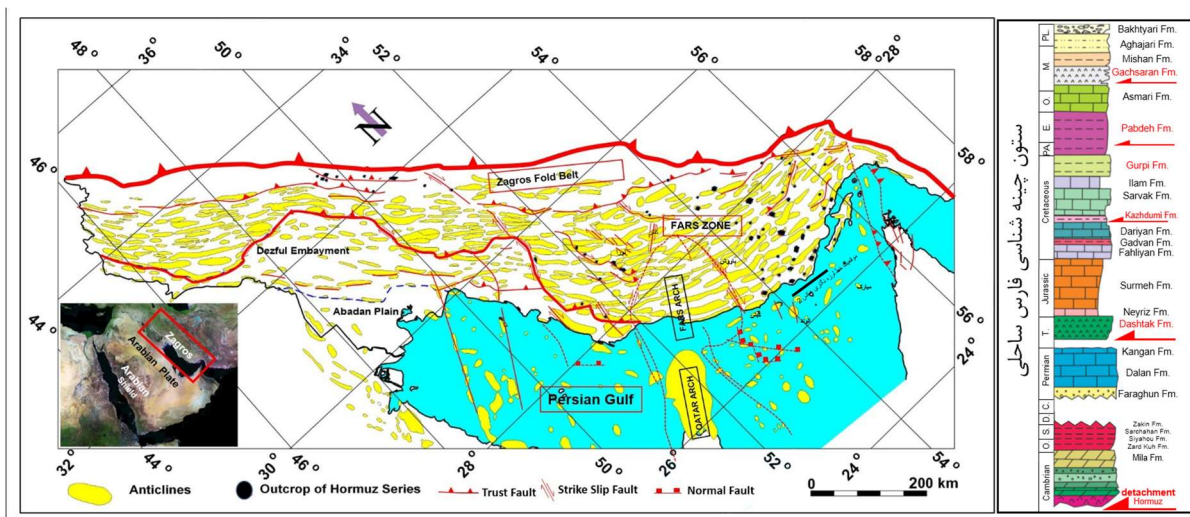 48 º
36 º
50 º
34 º
52 º
54 º
56 º
58 º
28 º
N
46 º
58 º
Zagros Fold Belt
FARS ZONE
Dezful Embayment
Abadan Plain
FARS ARCH
56 º
24 º
44 º
Zagros
Arabian Plate
Arabian Shield
Persian Gulf
QATAR ARCH
32 º
44 º
30 º
46 º
50 º
26 º
52 º
24 º
54 º
Anticlines
Outcrop of Hormuz Series
Trust Fault
Strike Slip Fault
Normal Fault
0
200 km
ستون چینه شناسی فارس ساحلی
PL.
Bakhtyari Fm.
Aghajari Fm.
M.
Mishan Fm.
Gachsaran Fm.
O.
Asmari Fm.
E.
Pabdeh Fm.
PA
Gurpi Fm.
Cretaceous
Ilam Fm.
Sarvak Fm.
Kazhdumi Fm.
Dariyan Fm.
Gadvan Fm.
Fahliyan Fm.
Jurassic
Surmeh Fm.
Neyriz Fm.
T.
Dashtak Fm.
Perman
Kangan Fm.
Dalan Fm.
Faraghun Fm.
C.
D
Zakin Fm.
S.
Sarchahan Fm.
Siyahou Fm.
O.
Zard Kuh Fm.
Cambrian
Mila Fm.
detachment
Hormuz